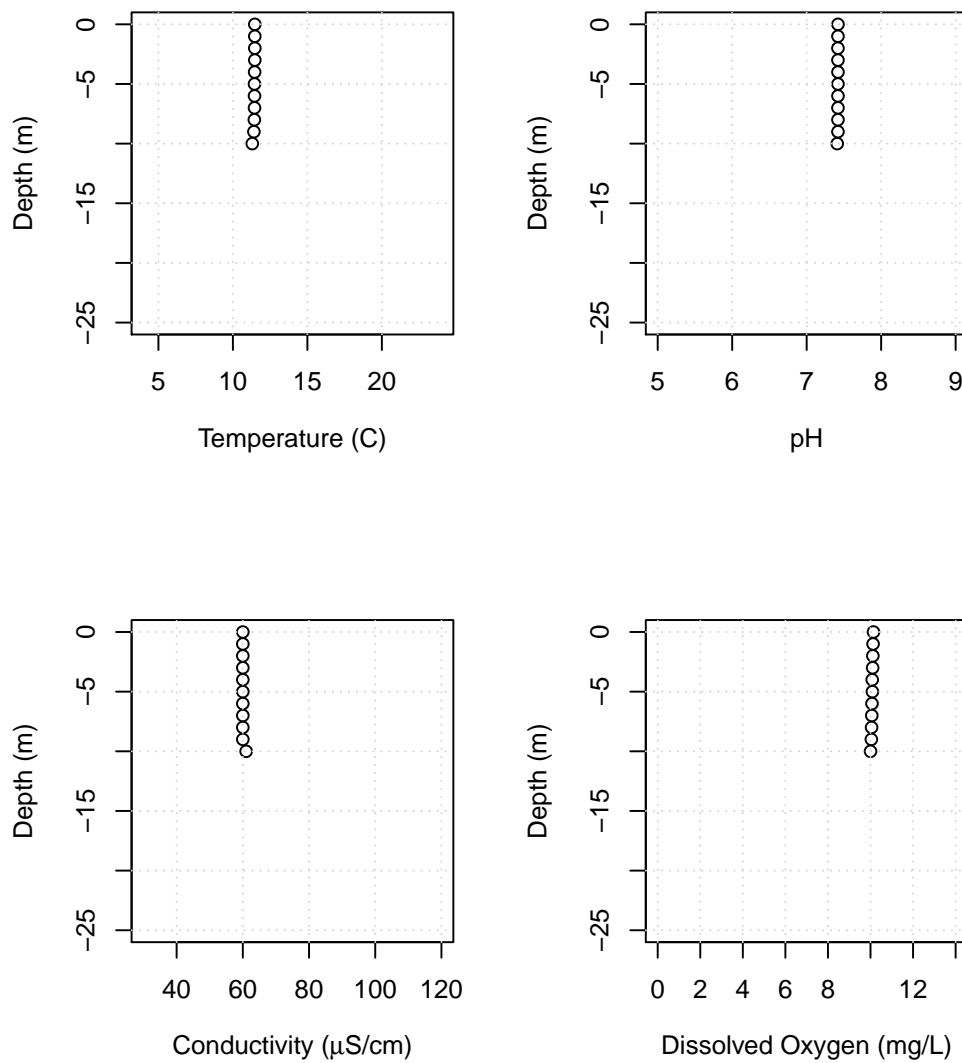 0
−5
−15
−25
Depth (m)
5 10 15 20
Temperature (C)
0
−5
−15
−25
Depth (m)
5 6 7 8 9
pH
0
−5
−15
−25
Depth (m)
40 60 80 100 120
Conductivity (μS/cm)
0
−5
−15
−25
Depth (m)
0 2 4 6 8 12
Dissolved Oxygen (mg/L)